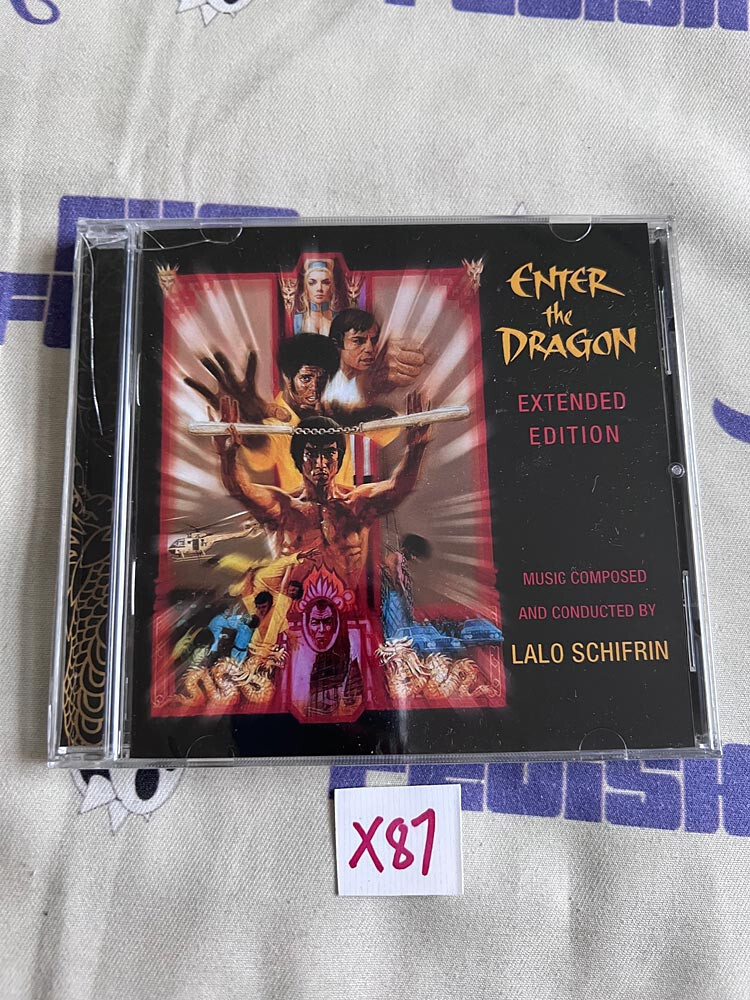 ENTER
the
DRAGON
EXTENDED
EDITION
MUSIC COMPOSED
AND CONDUCTED BY
LALO SCHIFRIN
X87